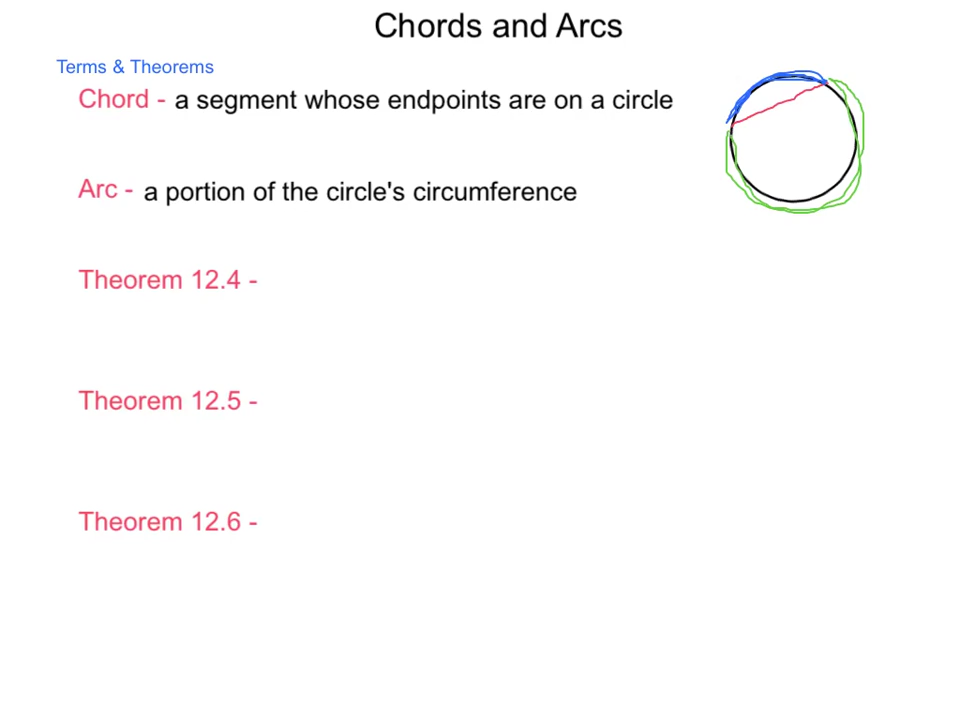 Chords and Arcs
Terms & Theorems
Chord - a segment whose endpoints are on a circle
Arc - a portion of the circle's circumference
Theorem 12.4 -
Theorem 12.5 -
Theorem 12.6 -